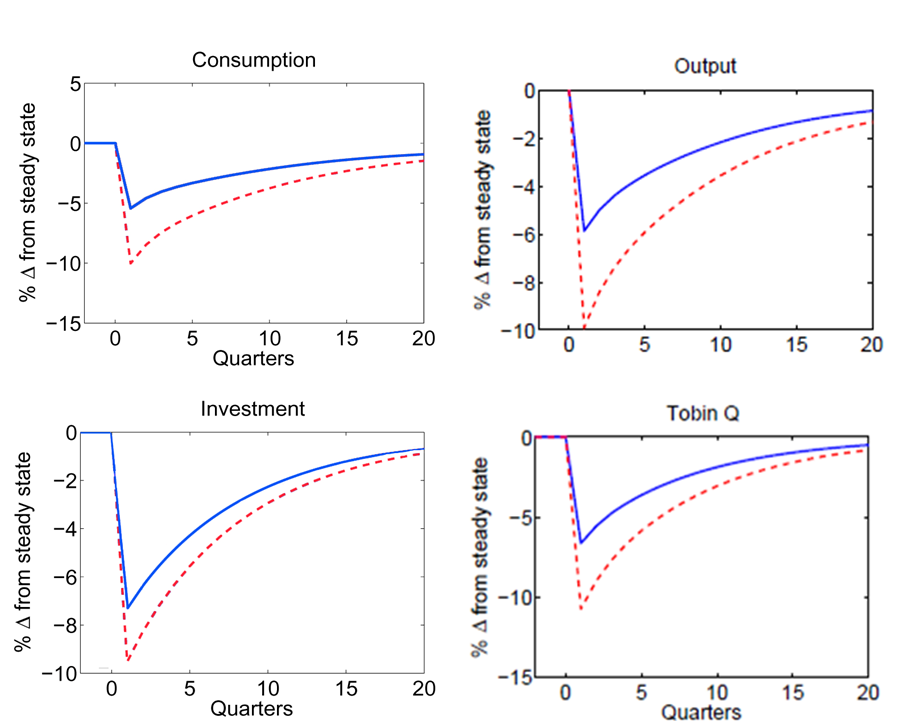 Consumption
5
0
−5
−10
−15
% Δ from steady state
0 5 10 15 20
Quarters
Output
0
−2
−4
−6
−8
−10
% Δ from steady state
0 5 10 15 20
Investment
0
−2
−4
−6
−8
−10
% Δ from steady state
0 5 10 15 20
Quarters
Tobin Q
0
−5
−10
−15
% Δ from steady state
0 5 10 15 20
Quarters